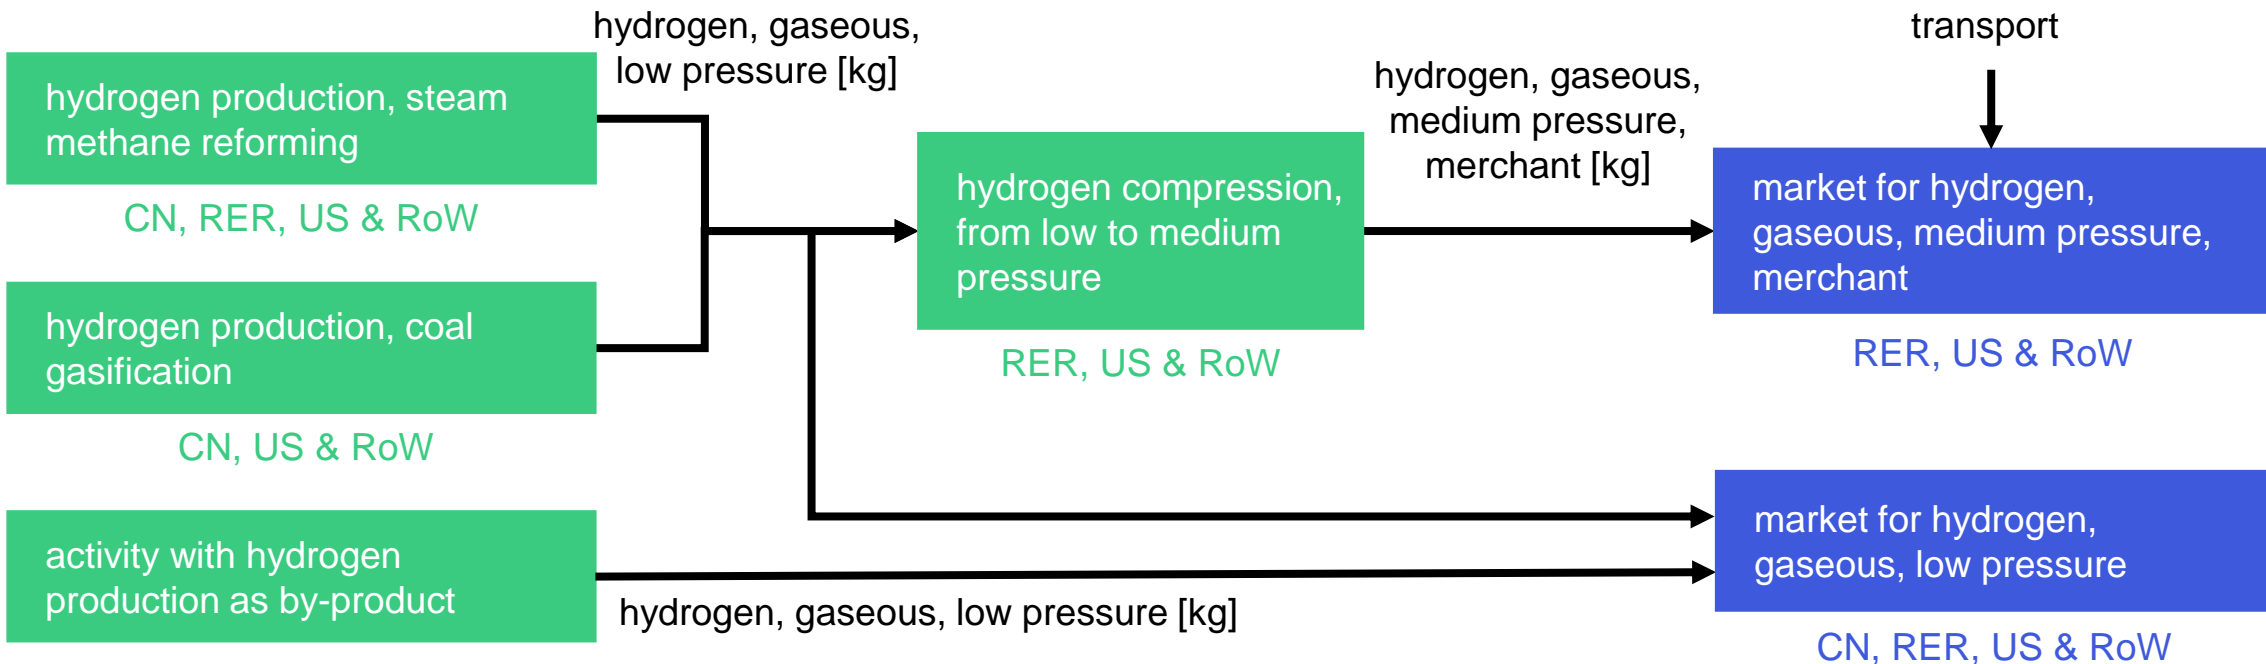 hydrogen, gaseous,
low pressure [kg]
transport
hydrogen production, steam
methane reforming
CN, RER, US & RoW
hydrogen, gaseous,
medium pressure,
merchant [kg]
hydrogen compression,
from low to medium
pressure
RER, US & RoW
market for hydrogen,
gaseous, medium pressure,
merchant
RER, US & RoW
hydrogen production, coal
gasification
CN, US & RoW
activity with hydrogen
production as by-product
hydrogen, gaseous, low pressure [kg]
market for hydrogen,
gaseous, low pressure
CN, RER, US & RoW